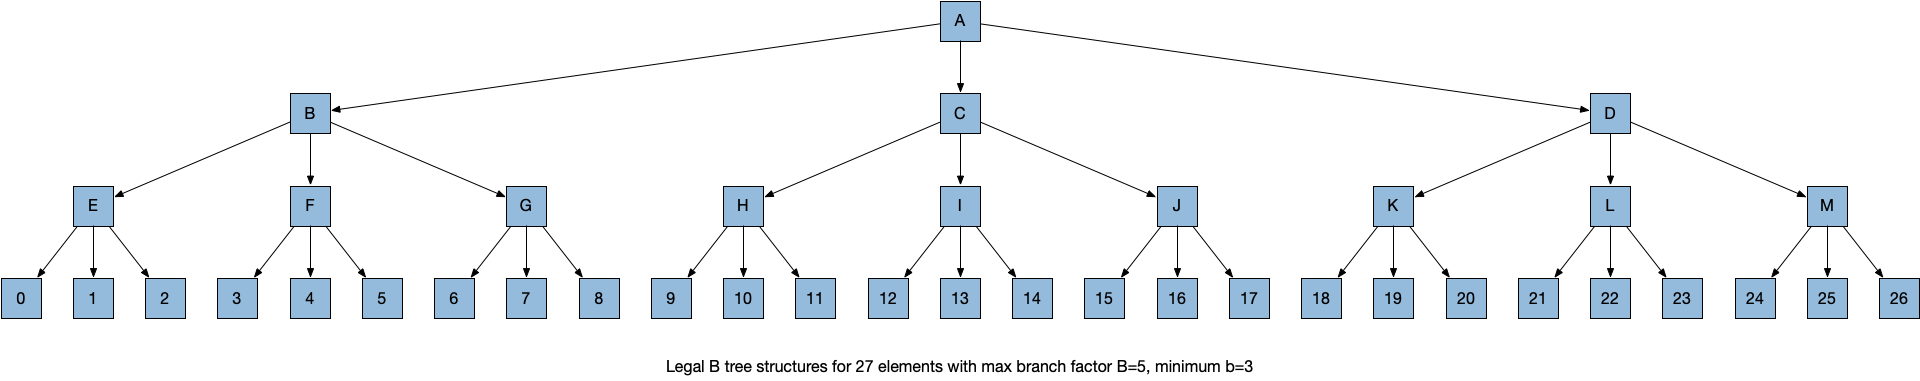 A
B C D
E F G H I J K L M
0 1 2 3 4 5 6 7 8 9 10 11 12 13 14 15 16 17 18 19 20 21 22 23 24 25 26
Legal B tree structures for 27 elements with max branch factor B=5, minimum b=3